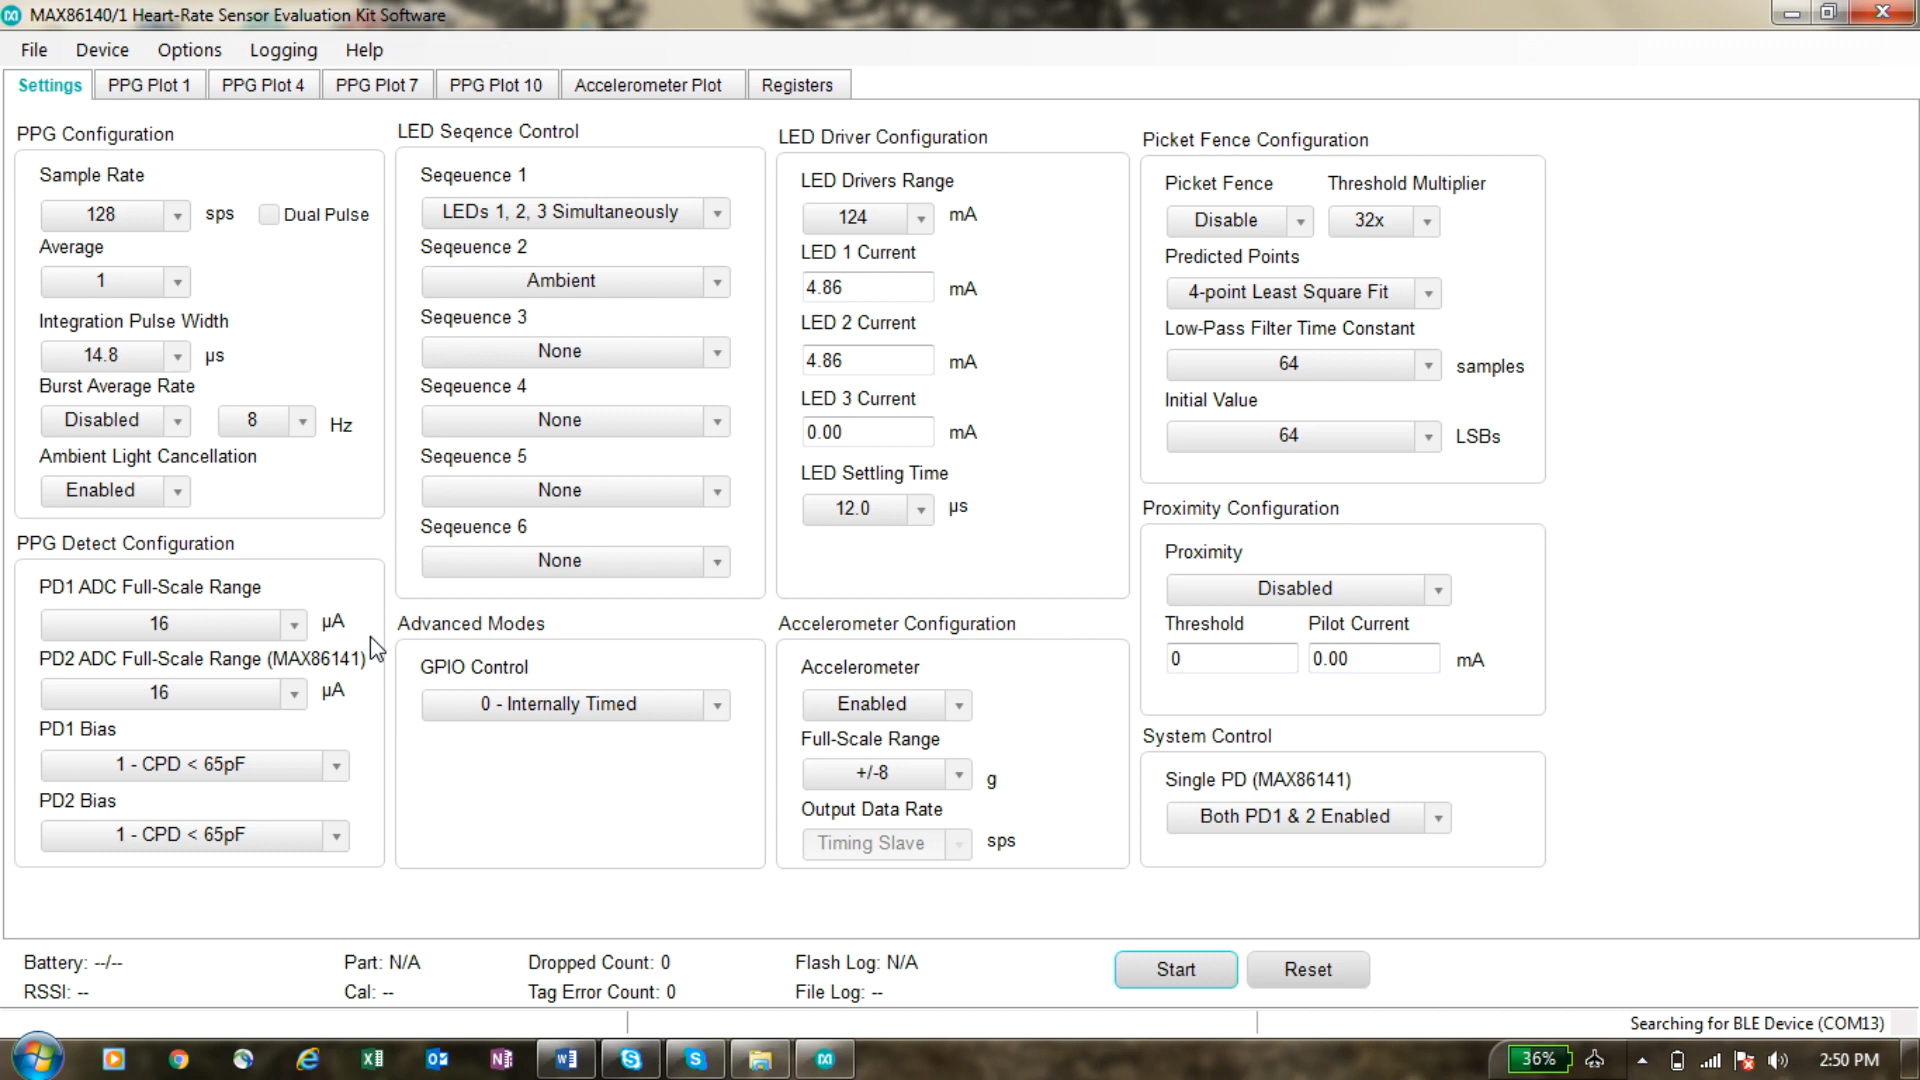 MAX86140/1 Heart-Rate Sensor Evaluation Kit Software
File Device Options Logging Help
Settings PPG Plot 1 PPG Plot 4 PPG Plot 7 PPG Plot 10 Accelerometer Plot Registers
PPG Configuration
Sample Rate
128 sps Dual Pulse
Average
1
Integration Pulse Width
14.8 µs
Burst Average Rate
Disabled 8 Hz
Ambient Light Cancellation
Enabled
PPG Detect Configuration
PD1 ADC Full-Scale Range
16 µA
PD2 ADC Full-Scale Range (MAX86141)
16 µA
PD1 Bias
1 - CPD < 65pF
PD2 Bias
1 - CPD < 65pF
LED Seqence Control
Seqeuence 1
LEDs 1, 2, 3 Simultaneously
Seqeuence 2
Ambient
Seqeuence 3
None
Seqeuence 4
None
Seqeuence 5
None
Seqeuence 6
None
Advanced Modes
GPIO Control
0 - Internally Timed
LED Driver Configuration
LED Drivers Range
124 mA
LED 1 Current
4.86 mA
LED 2 Current
4.86 mA
LED 3 Current
0.00 mA
LED Settling Time
12.0 µs
Accelerometer Configuration
Accelerometer
Enabled
Full-Scale Range
+/-8 g
Output Data Rate
Timing Slave sps
Picket Fence Configuration
Picket Fence Threshold Multiplier
Disable 32x
Predicted Points
4-point Least Square Fit
Low-Pass Filter Time Constant
64 samples
Initial Value
64 LSBs
Proximity Configuration
Proximity
Disabled
Threshold Pilot Current
0 0.00 mA
System Control
Single PD (MAX86141)
Both PD1 & 2 Enabled
Battery: --/-- Part: N/A Dropped Count: 0 Flash Log: N/A
RSSI: -- Cal: -- Tag Error Count: 0 File Log: --
Start Reset
Searching for BLE Device (COM13)
36% 2:50 PM